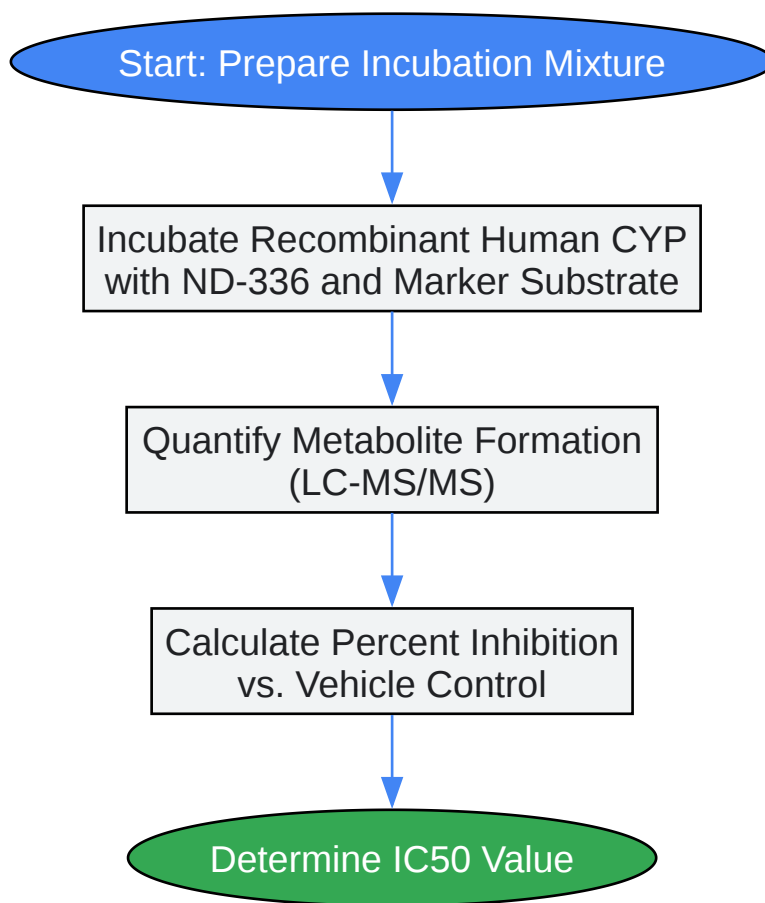 Start: Prepare Incubation Mixture
Incubate Recombinant Human CYP
with ND-336 and Marker Substrate
Quantify Metabolite Formation
(LC-MS/MS)
Calculate Percent Inhibition
vs. Vehicle Control
Determine IC50 Value